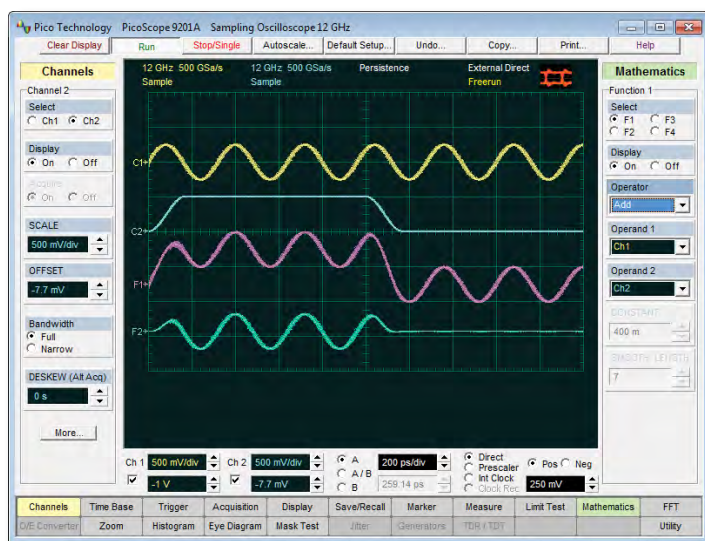 Pico Technology PicoScope 9201A Sampling Oscilloscope 12 GHz
Clear Display Run Stop/Single Autoscale... Default Setup... Undo... Copy... Print... Help
Channels
Channel 2
Select
Ch1 Ch2
Display
On Off
Acquire
On Off
SCALE
500 mV/div
OFFSET
-7.7 mV
Bandwidth
Full
Narrow
DESKEW (Alt Acq)
0 s
More...
12 GHz 500 GSa/s 12 GHz 500 GSa/s Persistence External Direct
Sample Sample Freerun
C1+
C2+
F1+
F2+
Mathematics
Function 1
Select
F1 F3
F2 F4
Display
On Off
Operator
Add
Operand 1
Ch1
Operand 2
Ch2
CONSTANT
400 m
SMOOTH LENGTH
7
Ch 1 500 mV/div Ch 2 500 mV/div A 200 ps/div Direct Pos Neg
-1 V -7.7 mV A / B 259.14 ps Prescaler 250 mV
B Int Clock
Clock Rec.
Channels Time Base Trigger Acquisition Display Save/Recall Marker Measure Limit Test Mathematics FFT
O/E Converter Zoom Histogram Eye Diagram Mask Test Jitter Generators TDR / TDT Utility